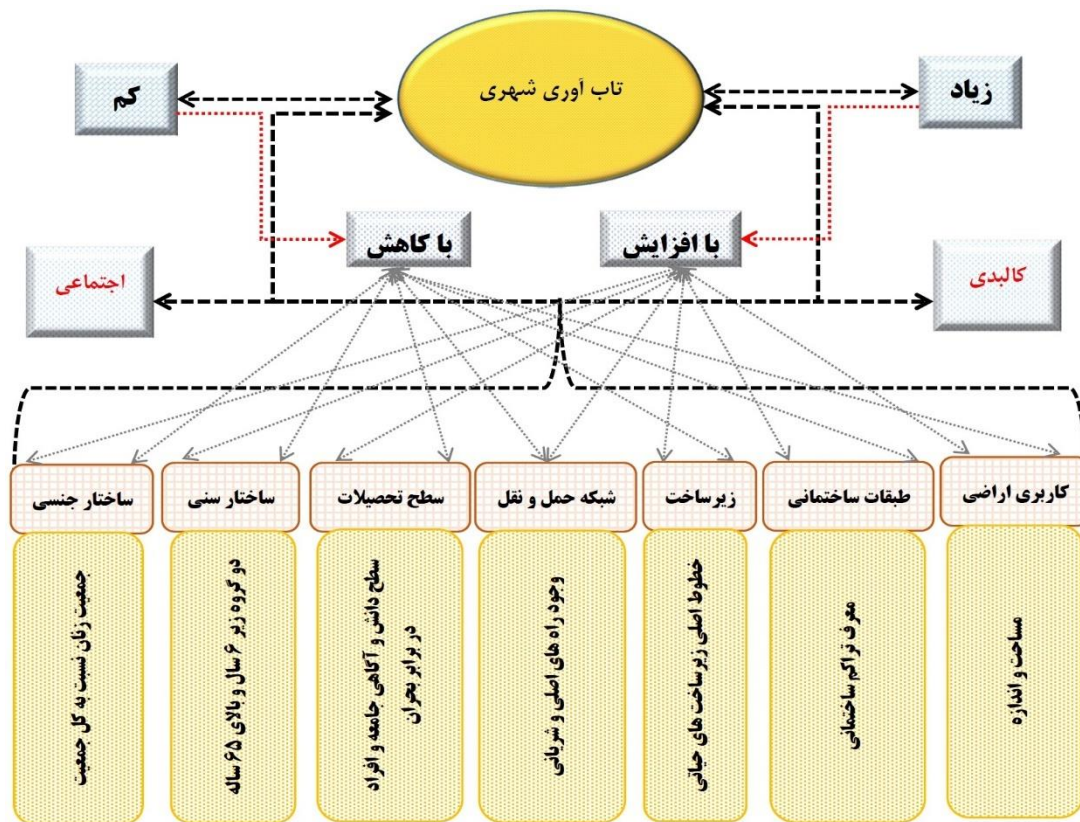 تاب آوری شهری
زیاد
کم
با افزایش
با کاهش
کالبدی
اجتماعی
کاربری اراضی
طبقات ساختمانی
زیرساخت
شبکه حمل و نقل
سطح تحصیلات
ساختار سنی
ساختار جنسی
مساحت و اندازه
معرف تراکم ساختمانی
خطوط اصلی زیرساخت های حیاتی
وجود راه های اصلی و شریانی
سطح دانش و آگاهی جامعه و افراد
در برابر بحران
دو گروه زیر ۶ سال و بالای ۶۵ ساله
جمعیت زنان نسبت به کل جمعیت